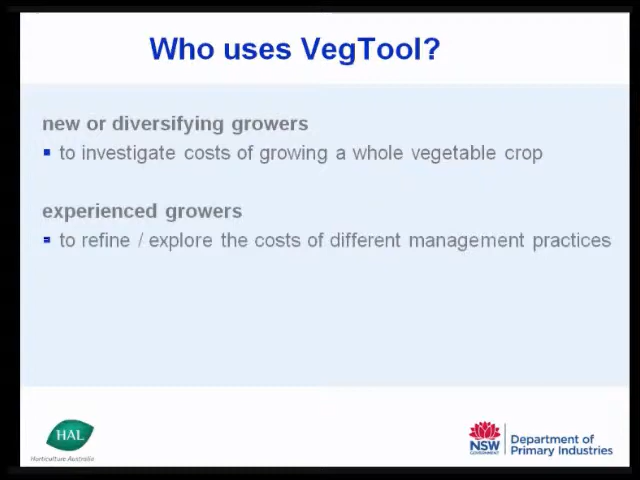 Who uses VegTool?
new or diversifying growers
▪ to investigate costs of growing a whole vegetable crop
experienced growers
▪ to refine / explore the costs of different management practices
HAL
Horticulture Australia
NSW
GOVERNMENT
Department of
Primary Industries